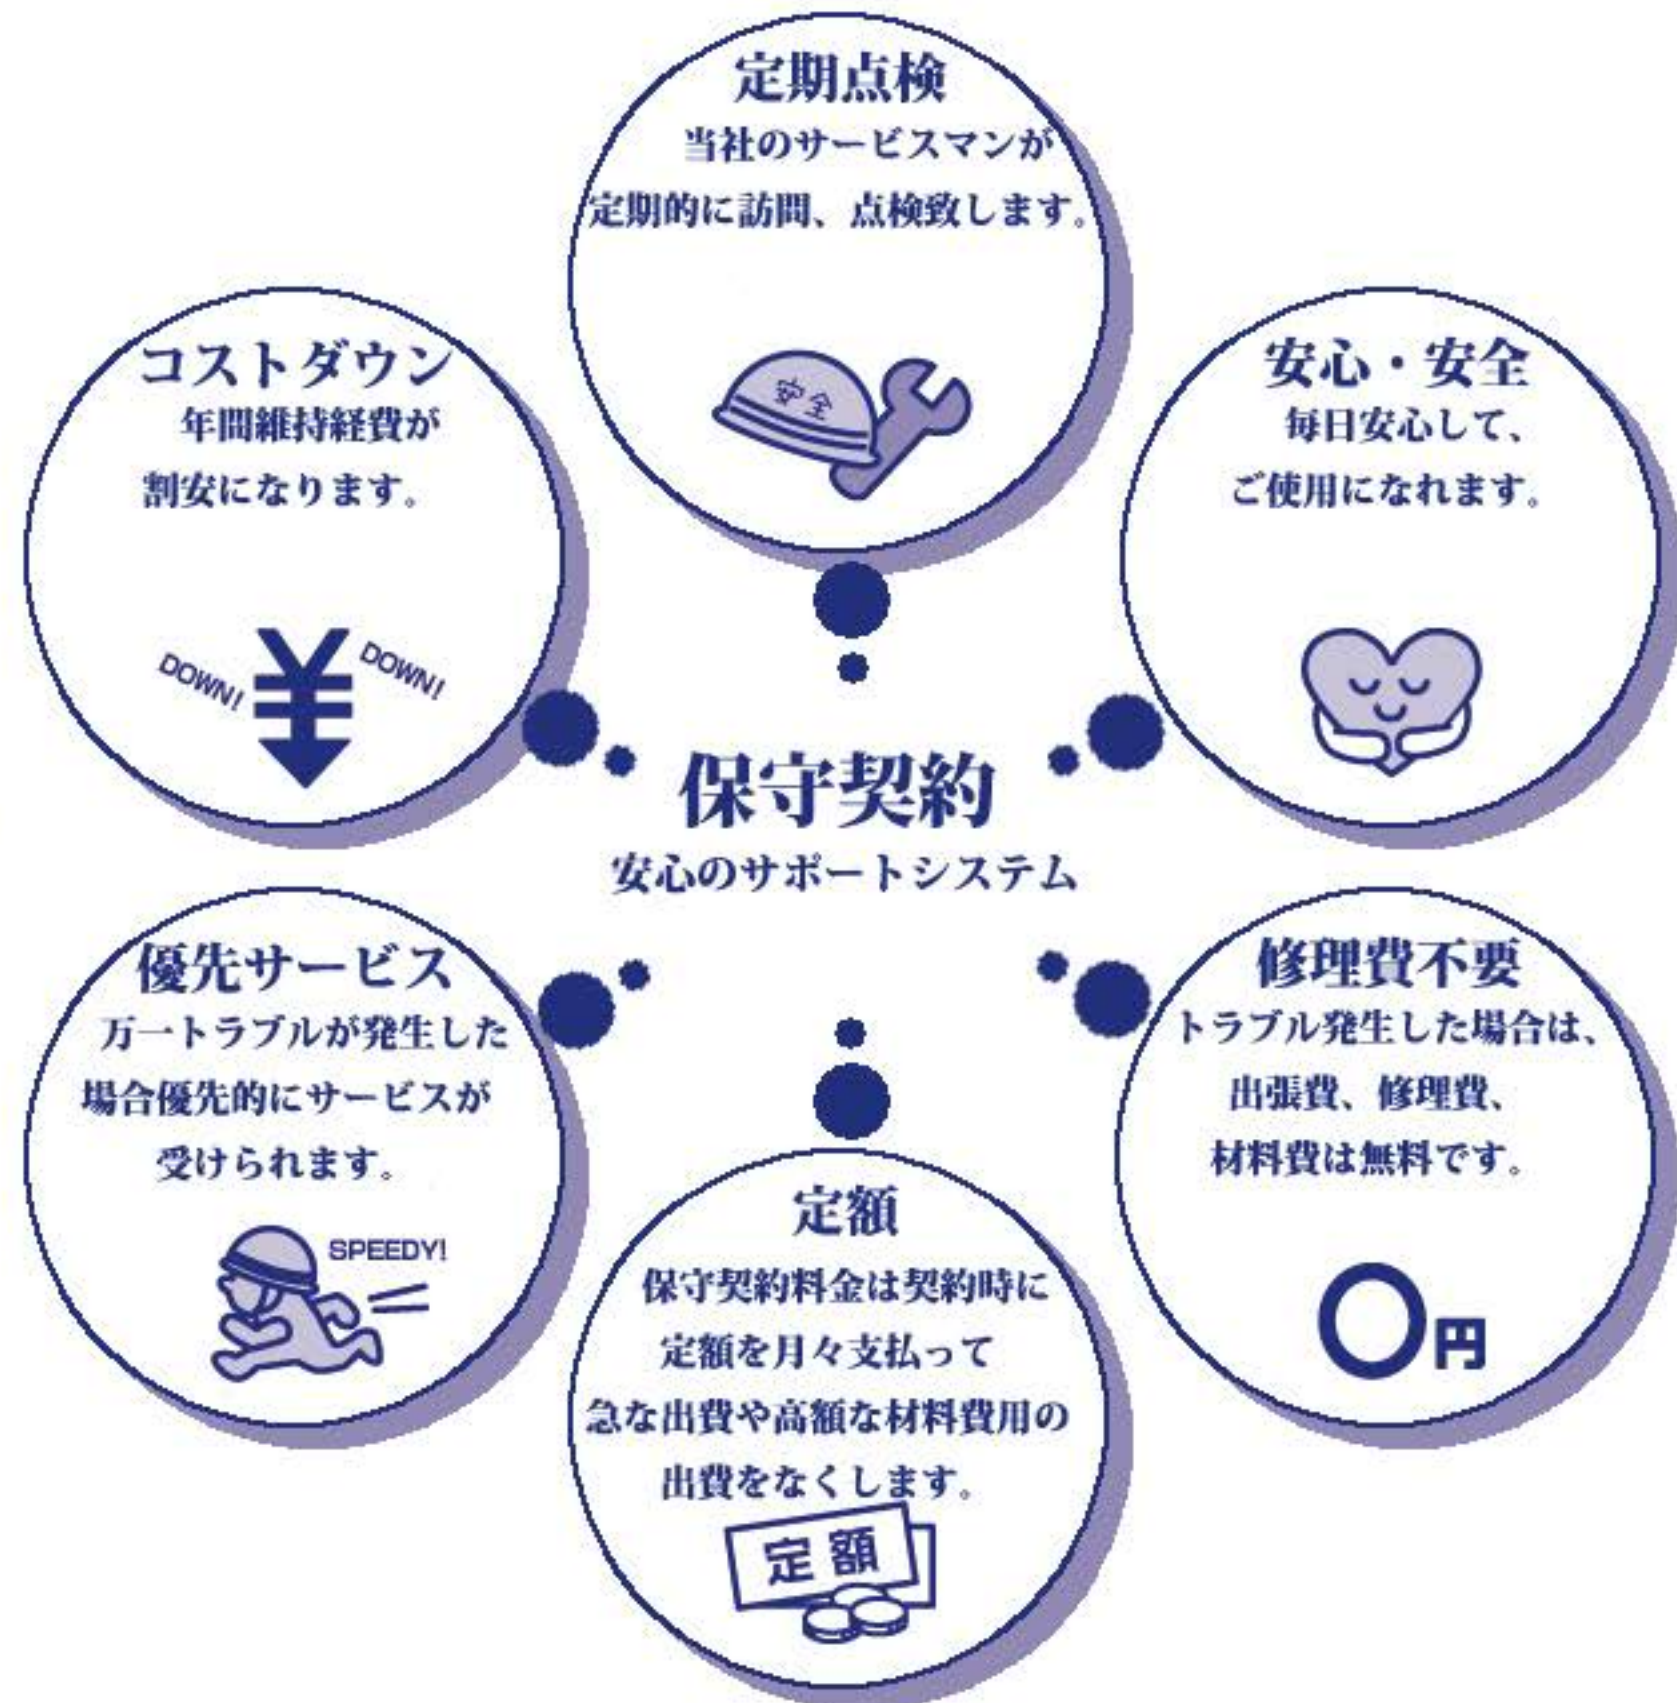 定期点検
当社のサービスマンが
定期的に訪問、点検致します。
安全
コストダウン
年間維持経費が
割安になります。
DOWN!
DOWN!
安心・安全
毎日安心して、
ご使用になれます。
保守契約
安心のサポートシステム
優先サービス
万一トラブルが発生した
場合優先的にサービスが
受けられます。
SPEEDY!
修理費不要
トラブル発生した場合は、
出張費、修理費、
材料費は無料です。
0円
定額
保守契約料金は契約時に
定額を月々支払って
急な出費や高額な材料費用の
出費をなくします。
定額